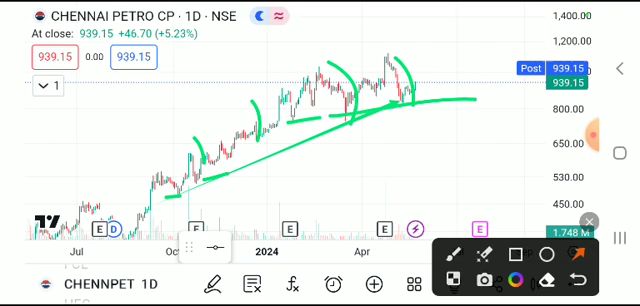 CHENNAI PETRO CP · 1D · NSE
At close: 939.15 +46.70 (+5.23%)
939.15 0.00 939.15
1
1,400.00
1,200.00
Post 939.15
939.15
800.00
650.00
530.00
450.00
1.748 M
E D E E E E
Jul Oct 2024 Apr
CHENNPET 1D